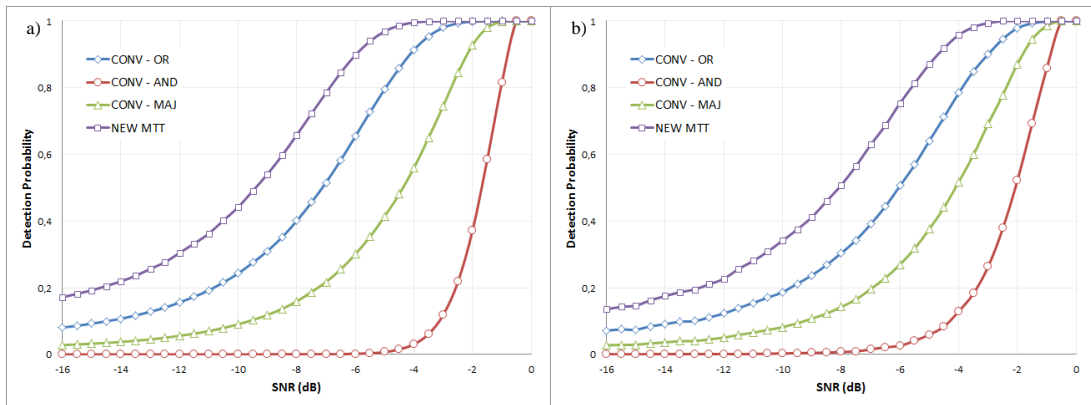 a)
Detection Probability
1
0,8
0,6
0,4
0,2
0
CONV - OR
CONV - AND
CONV - MAJ
NEW MTT
-16 -14 -12 -10 -8 -6 -4 -2 0
SNR (dB)
b)
Detection Probability
1
0,8
0,6
0,4
0,2
0
CONV - OR
CONV - AND
CONV - MAJ
NEW MTT
-16 -14 -12 -10 -8 -6 -4 -2 0
SNR (dB)